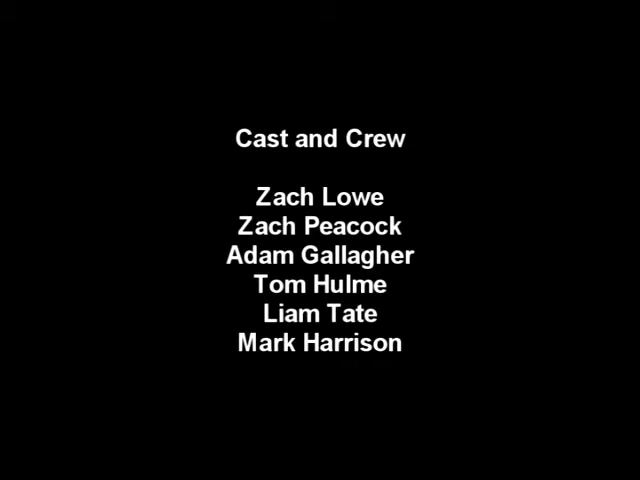 Cast and Crew
Zach Lowe
Zach Peacock
Adam Gallagher
Tom Hulme
Liam Tate
Mark Harrison